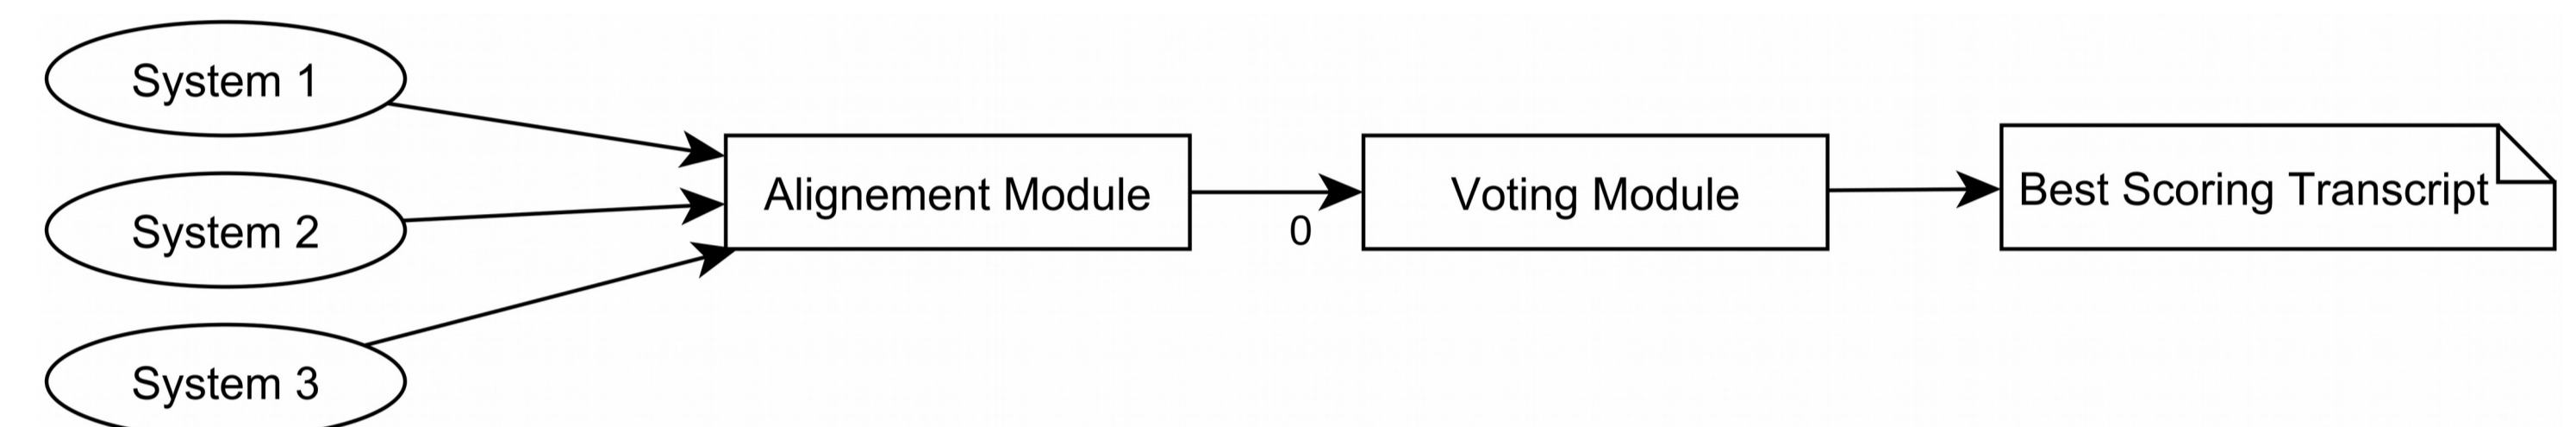 System 1
System 2
System 3
Alignement Module
0
Voting Module
Best Scoring Transcript